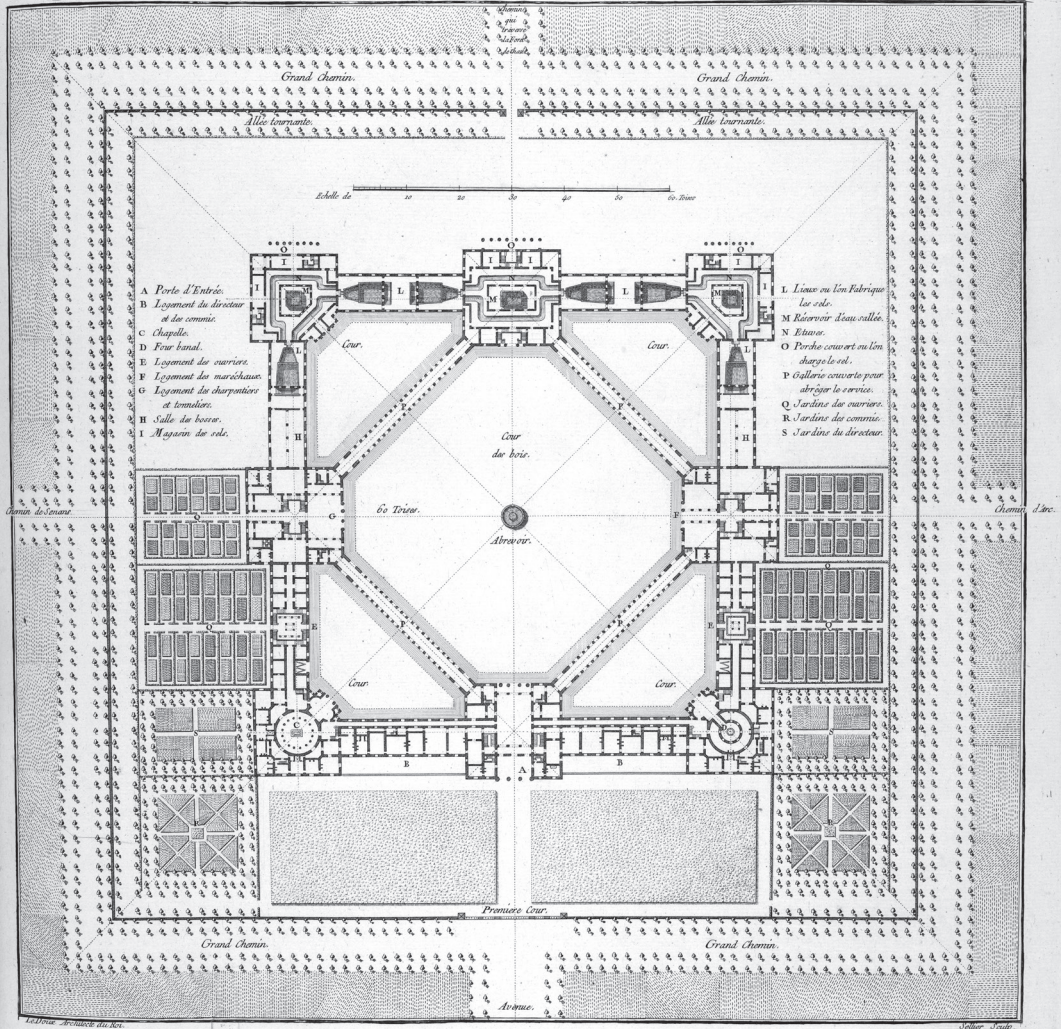 Chemin
qui
traverse
la Foret
Grand Chemin.
Grand Chemin.
Allée tournante.
Allée tournante.
Echelle de 10 20 30 40 50 60 Toises
O
O
O
I
I
I
I
I
I
N
N
N
M
M
M
L
L
L
L
A Porte d'Entrée.
B Logement du directeur
et des commis.
C Chapelle.
D Four banal.
E Logement des ouvriers.
F Logement des maréchaux.
G Logement des charpentiers
et tonneliers.
H Salle des bosses.
I Magasin des sels.
L Lieux ou l'on Fabrique
les sels.
M Réservoir d'eau sallée.
N Etuves.
O Porche couvert ou l'on
charge le sel.
P Gallerie couverte pour
abréger le service.
Q Jardins des ouvriers.
R Jardins des commis.
S Jardins du directeur.
Cour.
Cour.
P
P
H
H
Cour
des bois.
Chemin de Senans.
Q
G
60 Toises.
F
Chemin d'Arc.
Abrevoir.
Q
Q
Q
E
P
P
E
Cour.
Cour.
S
C
D
S
B
A
B
R
R
Premiere Cour.
Grand Chemin.
Grand Chemin.
Avenue.
Le Doux Architecte du Roi.
Sellier Sculp.